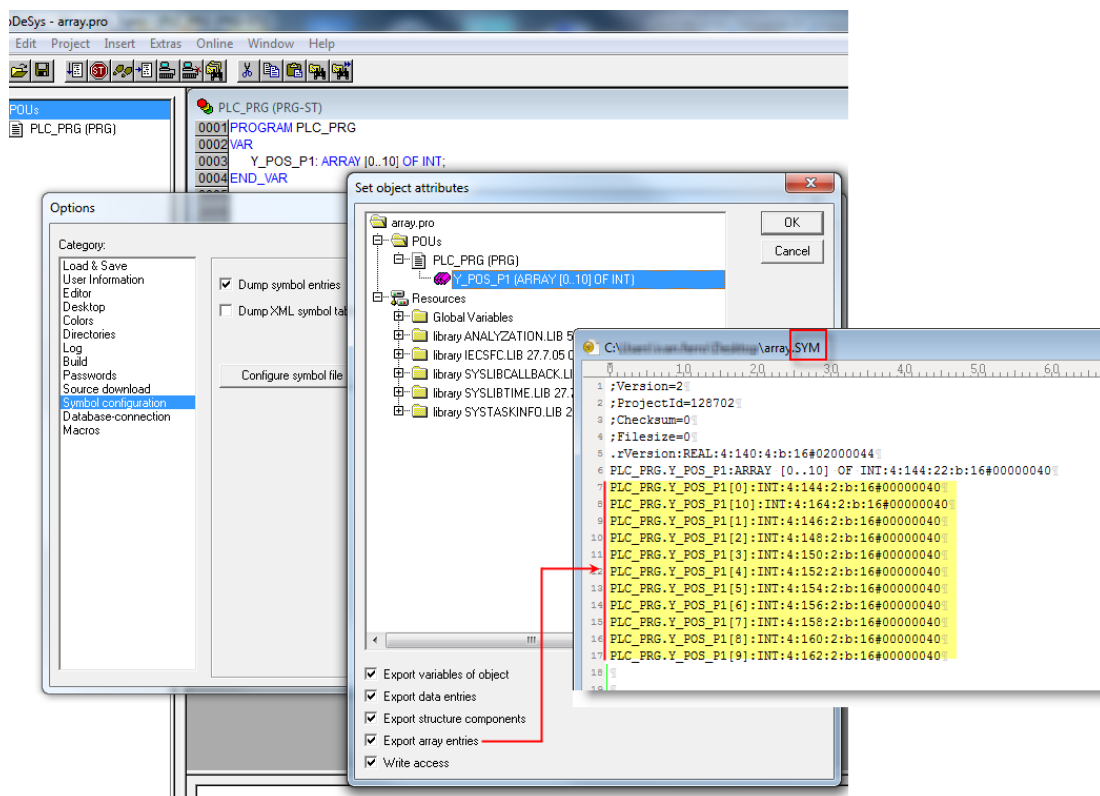 oDeSys - array.pro
Edit Project Insert Extras Online Window Help
POUs
PLC_PRG (PRG)
PLC_PRG (PRG-ST)
0001 PROGRAM PLC_PRG
0002 VAR
0003 Y_POS_P1: ARRAY [0..10] OF INT;
0004 END_VAR
Options
Category:
Load & Save
User Information
Editor
Desktop
Colors
Directories
Log
Build
Passwords
Source download
Symbol configuration
Database-connection
Macros
Dump symbol entries
Dump XML symbol tab
Configure symbol file
Set object attributes
array.pro
POUs
PLC_PRG (PRG)
Y_POS_P1 (ARRAY [0..10] OF INT)
Resources
Global Variables
library ANALYZATION.LIB 5
library IECSFC.LIB 27.7.05 0
library SYSLIBCALLBACK.LI
library SYSLIBTIME.LIB 27.7
library SYSTASKINFO.LIB 2
OK
Cancel
Export variables of object
Export data entries
Export structure components
Export array entries
Write access
C:\ \array.SYM
0 10 20 30 40 50 60
1 ;Version=2
2 ;ProjectId=128702
3 ;Checksum=0
4 ;Filesize=0
5 .rVersion:REAL:4:140:4:b:16#02000044
6 PLC_PRG.Y_POS_P1:ARRAY [0..10] OF INT:4:144:22:b:16#00000040
7 PLC_PRG.Y_POS_P1[0]:INT:4:144:2:b:16#00000040
8 PLC_PRG.Y_POS_P1[10]:INT:4:164:2:b:16#00000040
9 PLC_PRG.Y_POS_P1[1]:INT:4:146:2:b:16#00000040
10 PLC_PRG.Y_POS_P1[2]:INT:4:148:2:b:16#00000040
11 PLC_PRG.Y_POS_P1[3]:INT:4:150:2:b:16#00000040
12 PLC_PRG.Y_POS_P1[4]:INT:4:152:2:b:16#00000040
13 PLC_PRG.Y_POS_P1[5]:INT:4:154:2:b:16#00000040
14 PLC_PRG.Y_POS_P1[6]:INT:4:156:2:b:16#00000040
15 PLC_PRG.Y_POS_P1[7]:INT:4:158:2:b:16#00000040
16 PLC_PRG.Y_POS_P1[8]:INT:4:160:2:b:16#00000040
17 PLC_PRG.Y_POS_P1[9]:INT:4:162:2:b:16#00000040
18
19